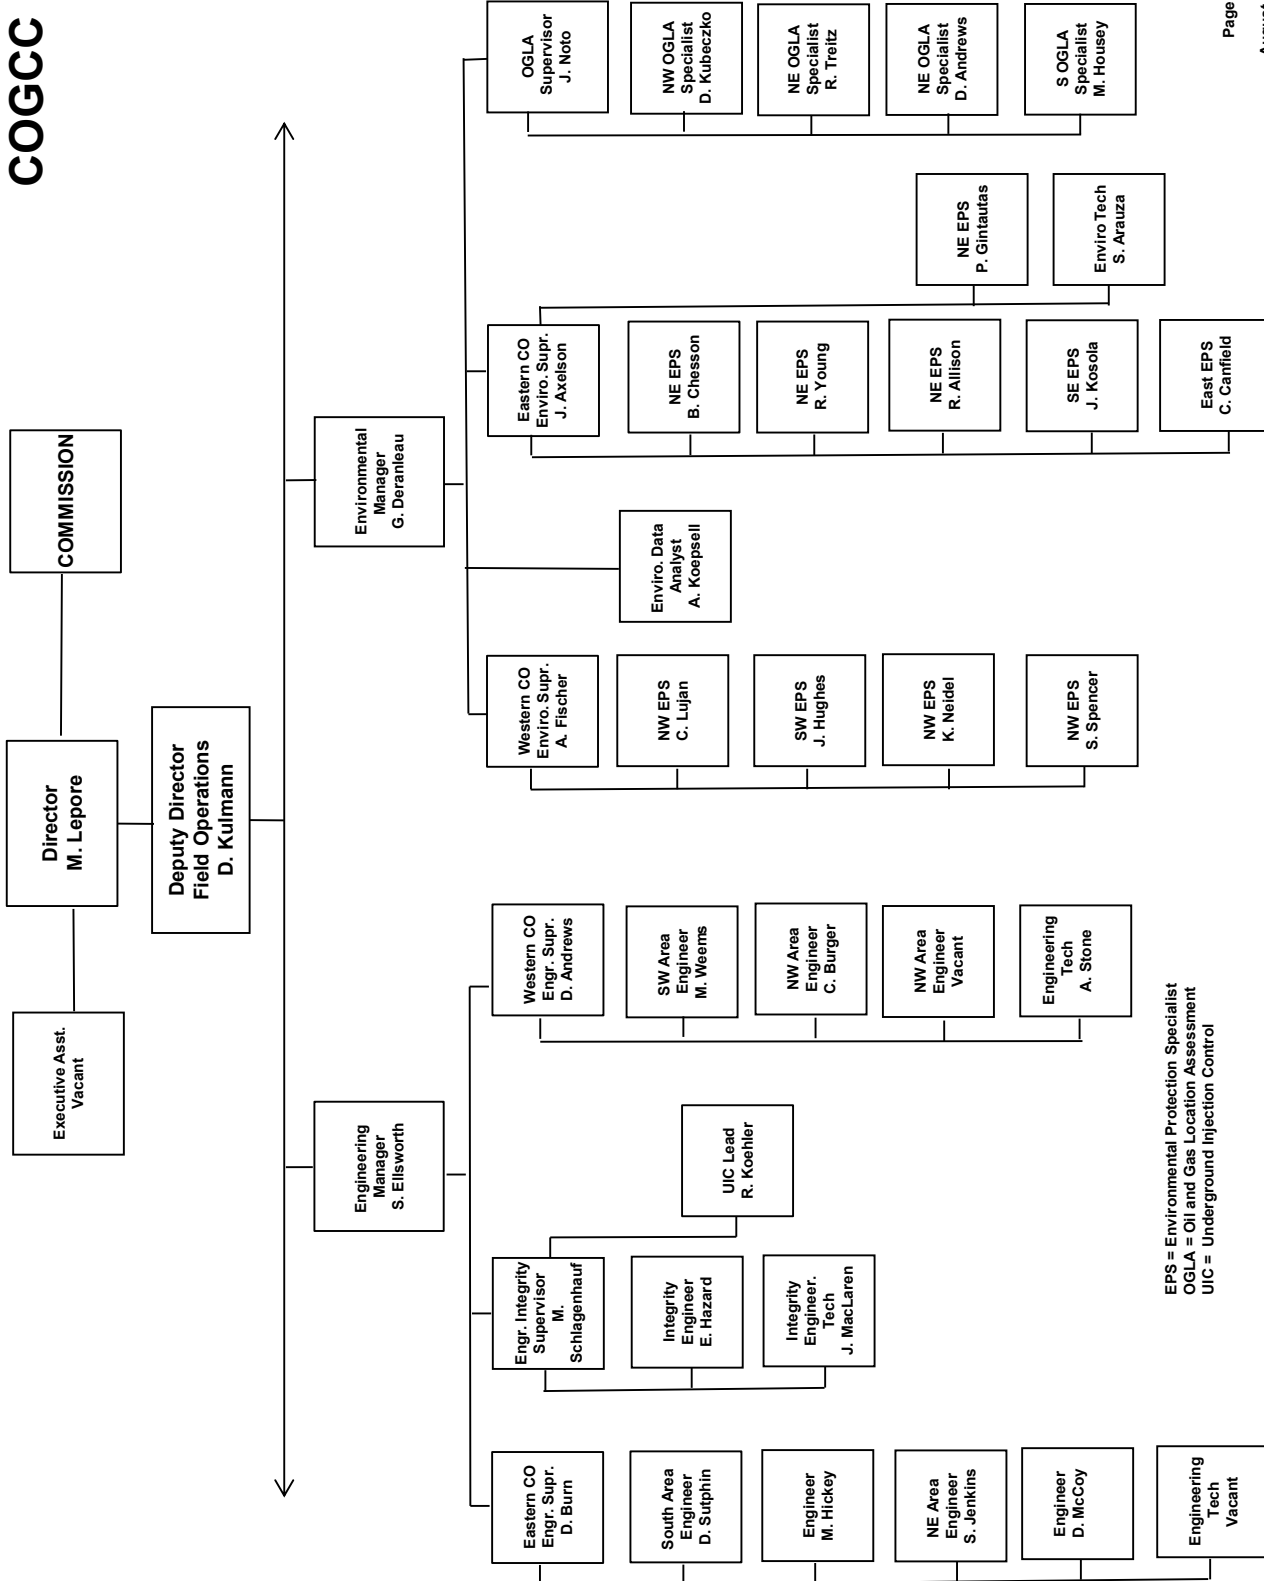 COGCC
COMMISSION
Director
M. Lepore
Executive Asst.
Vacant
Deputy Director
Field Operations
D. Kulmann
Engineering
Manager
S. Ellsworth
Environmental
Manager
G. Deranleau
Eastern CO
Engr. Supr.
D. Burn
South Area
Engineer
D. Sutphin
Engineer
M. Hickey
NE Area
Engineer
S. Jenkins
Engineer
D. McCoy
Engineering
Tech
Vacant
Engr. Integrity
Supervisor
M.
Schlagenhauf
Integrity
Engineer
E. Hazard
Integrity
Engineer.
Tech
J. MacLaren
UIC Lead
R. Koehler
Western CO
Engr. Supr.
D. Andrews
SW Area
Engineer
M. Weems
NW Area
Engineer
C. Burger
NW Area
Engineer
Vacant
Engineering
Tech
A. Stone
Western CO
Enviro. Supr.
A. Fischer
NW EPS
C. Lujan
SW EPS
J. Hughes
NW EPS
K. Neidel
NW EPS
S. Spencer
Enviro. Data
Analyst
A. Koepsell
Eastern CO
Enviro. Supr.
J. Axelson
NE EPS
B. Chesson
NE EPS
R. Young
NE EPS
R. Allison
SE EPS
J. Kosola
East EPS
C. Canfield
NE EPS
P. Gintautas
Enviro Tech
S. Arauza
OGLA
Supervisor
J. Noto
NW OGLA
Specialist
D. Kubeczko
NE OGLA
Specialist
R. Treitz
NE OGLA
Specialist
D. Andrews
S OGLA
Specialist
M. Housey
EPS = Environmental Protection Specialist
OGLA = Oil and Gas Location Assessment
UIC = Underground Injection Control
Page